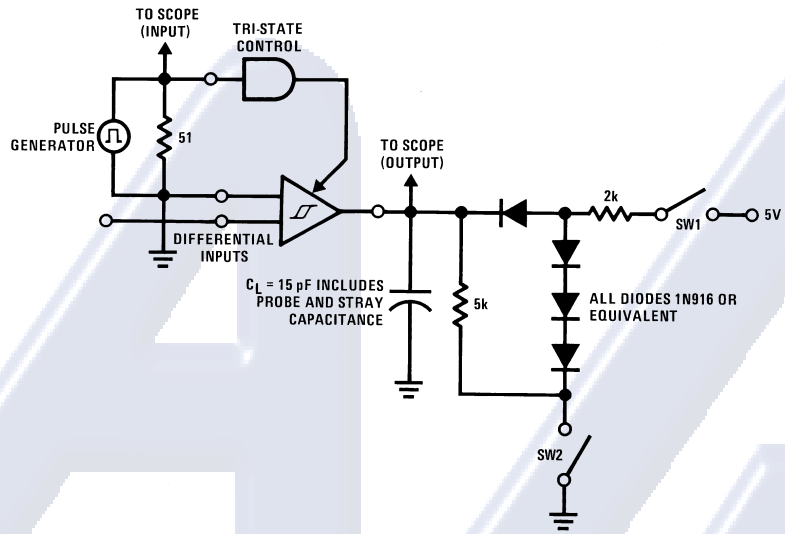 TO SCOPE
(INPUT)
TRI-STATE
CONTROL
PULSE
GENERATOR
51
DIFFERENTIAL
INPUTS
TO SCOPE
(OUTPUT)
2k
SW1
5V
CL = 15 pF INCLUDES
PROBE AND STRAY
CAPACITANCE
5k
ALL DIODES 1N916 OR
EQUIVALENT
SW2